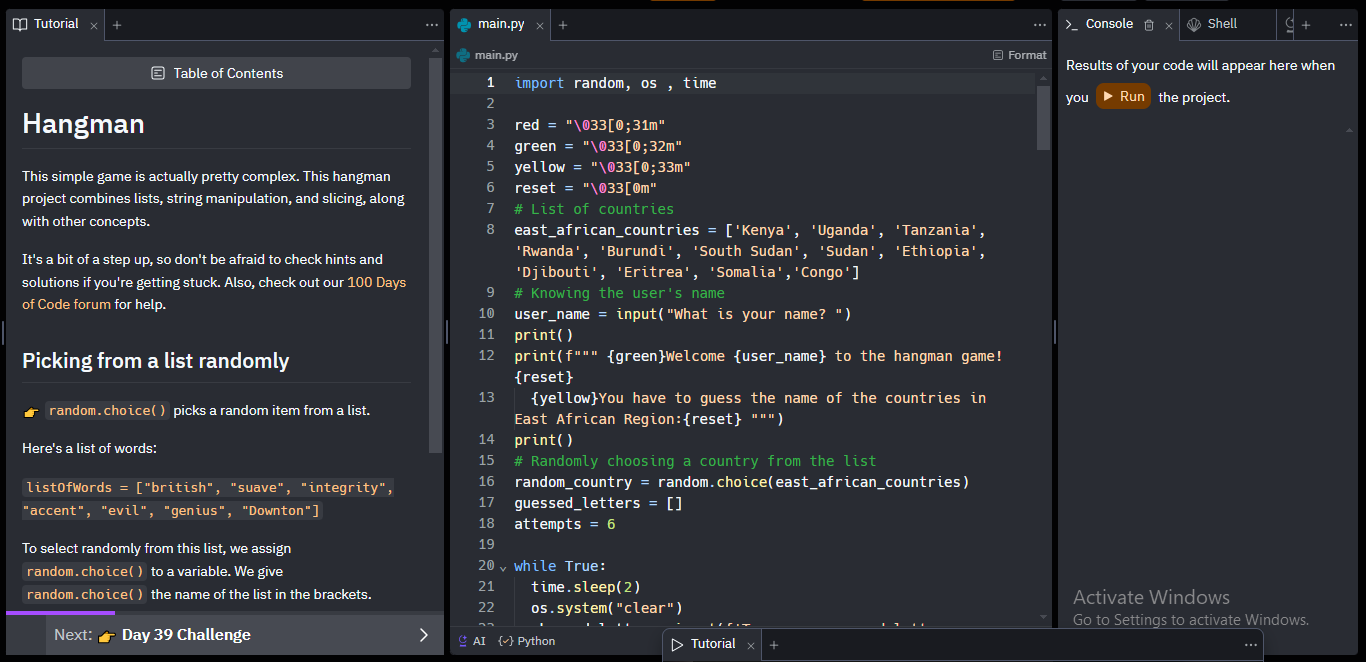 Tutorial
Table of Contents
Hangman
This simple game is actually pretty complex. This hangman
project combines lists, string manipulation, and slicing, along
with other concepts.
It's a bit of a step up, so don't be afraid to check hints and
solutions if you're getting stuck. Also, check out our 100 Days
of Code forum for help.
Picking from a list randomly
👉 random.choice() picks a random item from a list.
Here's a list of words:
listOfWords = ["british", "suave", "integrity",
"accent", "evil", "genius", "Downton"]
To select randomly from this list, we assign
random.choice() to a variable. We give
random.choice() the name of the list in the brackets.
Next: 👉 Day 39 Challenge
main.py
main.py
Format
1 import random, os , time
2
3 red = "\033[0;31m"
4 green = "\033[0;32m"
5 yellow = "\033[0;33m"
6 reset = "\033[0m"
7 # List of countries
8 east_african_countries = ['Kenya', 'Uganda', 'Tanzania',
'Rwanda', 'Burundi', 'South Sudan', 'Sudan', 'Ethiopia',
'Djibouti', 'Eritrea', 'Somalia','Congo']
9 # Knowing the user's name
10 user_name = input("What is your name? ")
11 print()
12 print(f""" {green}Welcome {user_name} to the hangman game!
{reset}
13 {yellow}You have to guess the name of the countries in
East African Region:{reset} """)
14 print()
15 # Randomly choosing a country from the list
16 random_country = random.choice(east_african_countries)
17 guessed_letters = []
18 attempts = 6
19
20 while True:
21 time.sleep(2)
22 os.system("clear")
AI
Python
Tutorial
Console
Shell
Results of your code will appear here when
you Run the project.
Activate Windows
Go to Settings to activate Windows.